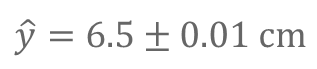 ŷ = 6.5 ± 0.01 cm